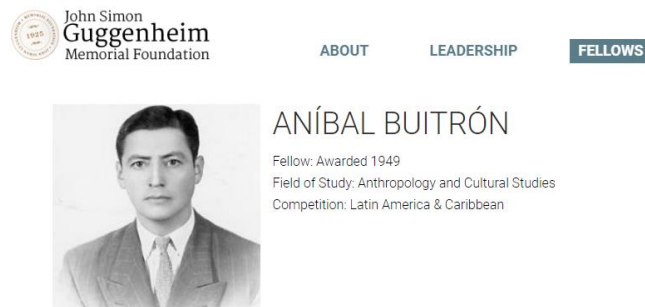 John Simon
Guggenheim
Memorial Foundation
1925
ABOUT
LEADERSHIP
FELLOWS
ANÍBAL BUITRÓN
Fellow: Awarded 1949
Field of Study: Anthropology and Cultural Studies
Competition: Latin America & Caribbean